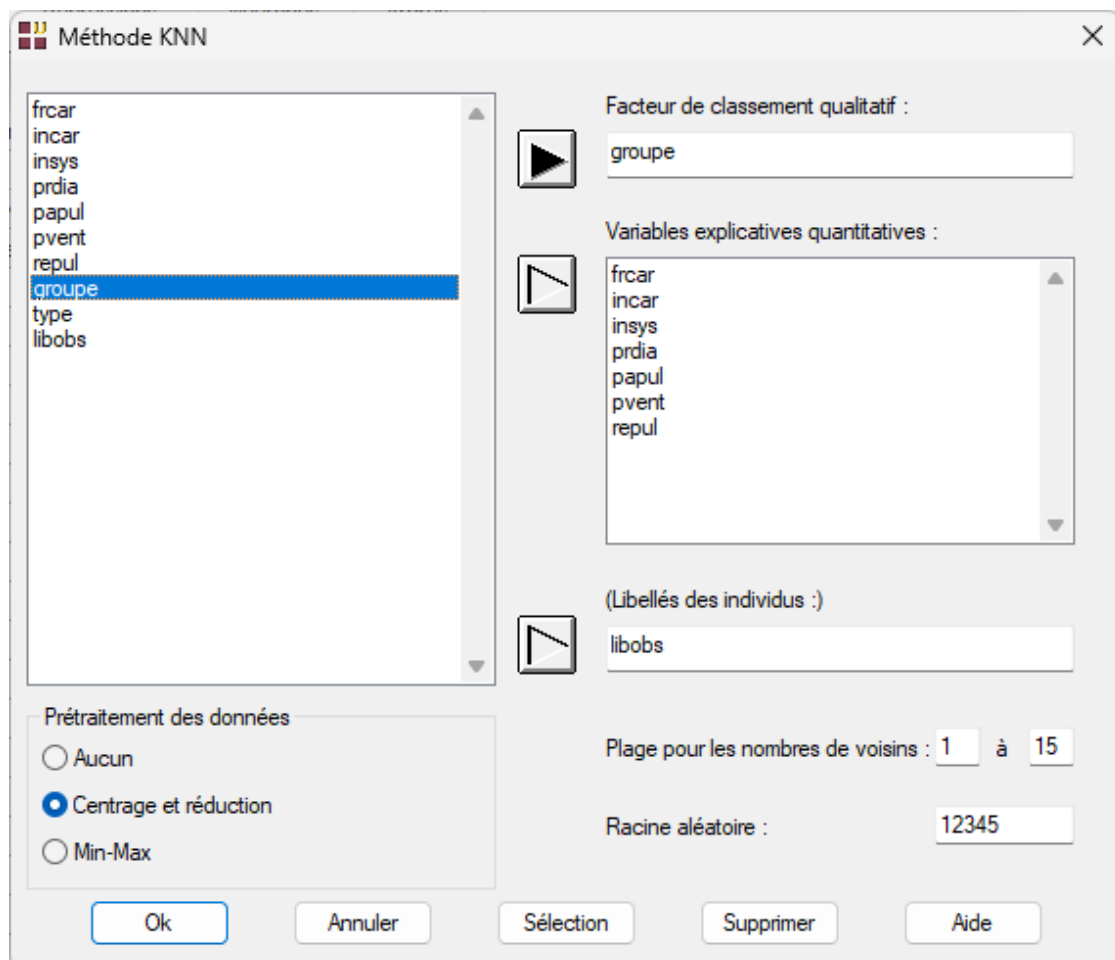 Méthode KNN
frcar
incar
insys
prdia
papul
pvent
repul
groupe
type
libobs
Facteur de classement qualitatif :
groupe
Variables explicatives quantitatives :
frcar
incar
insys
prdia
papul
pvent
repul
(Libellés des individus :)
libobs
Prétraitement des données
Aucun
Centrage et réduction
Min-Max
Plage pour les nombres de voisins : 1 à 15
Racine aléatoire : 12345
Ok Annuler Sélection Supprimer Aide